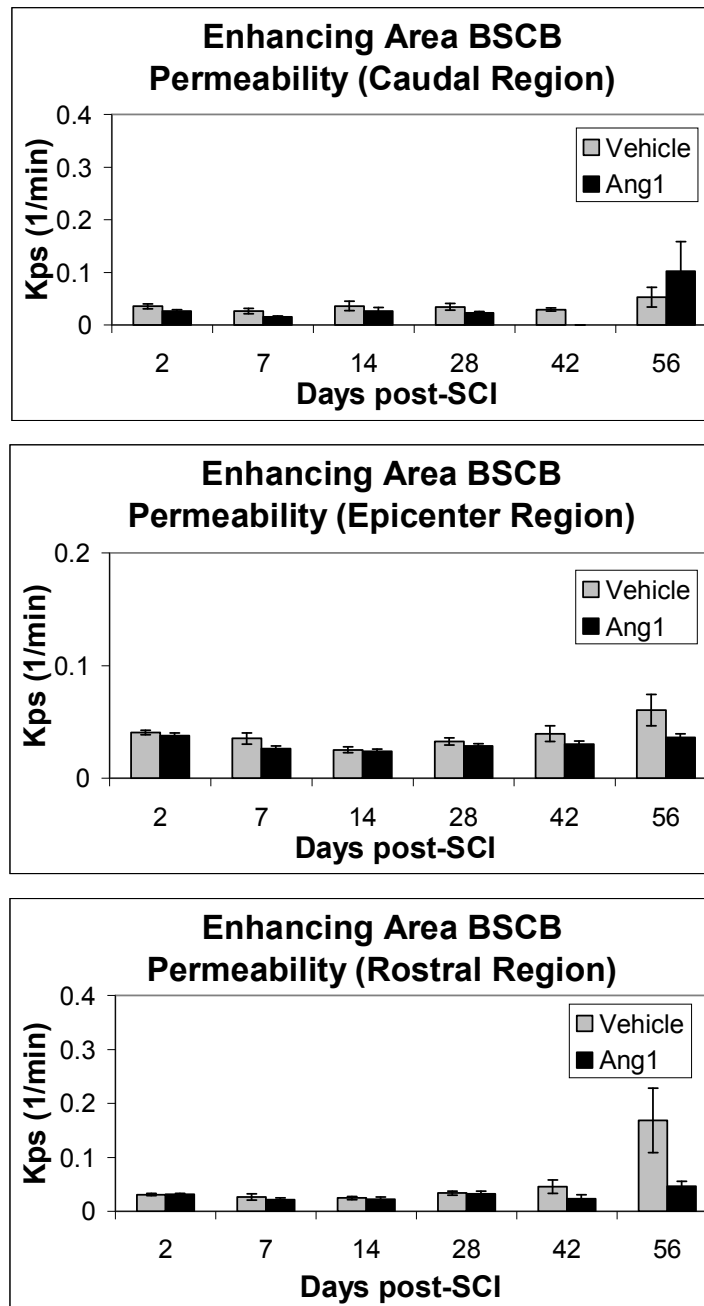 Enhancing Area BSCB
Permeability (Caudal Region)
0.4
0.3
0.2
0.1
0
Kps (1/min)
Vehicle
Ang1
2 7 14 28 42 56
Days post-SCI
Enhancing Area BSCB
Permeability (Epicenter Region)
0.2
0.1
0
Kps (1/min)
Vehicle
Ang1
2 7 14 28 42 56
Days post-SCI
Enhancing Area BSCB
Permeability (Rostral Region)
0.4
0.3
0.2
0.1
0
Kps (1/min)
Vehicle
Ang1
2 7 14 28 42 56
Days post-SCI